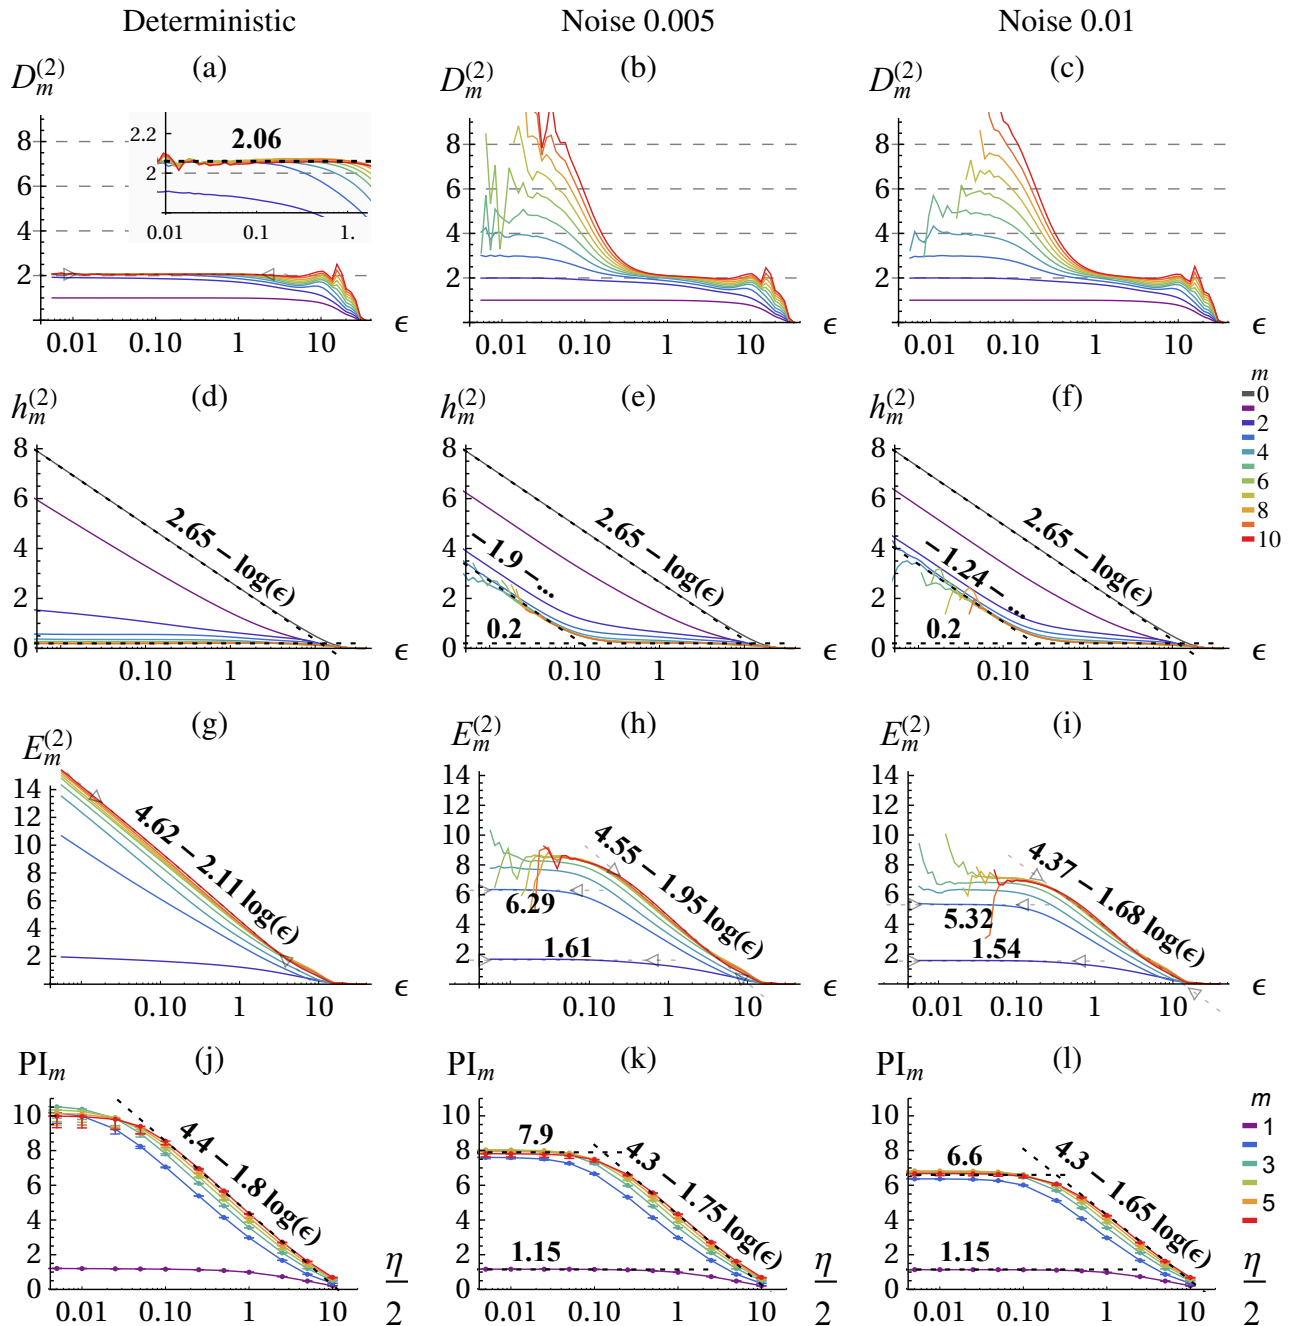 Deterministic Noise 0.005 Noise 0.01
(a) (b) (c)
D_m^(2) D_m^(2) D_m^(2)
2.2
2
2.06
0.01 0.1 1.
8 8 8
6 6 6
4 4 4
2 2 2
0.01 0.10 1 10 ϵ 0.01 0.10 1 10 ϵ 0.01 0.10 1 10 ϵ
(d) (e) (f)
h_m^(2) h_m^(2) h_m^(2)
m
0
2
4
6
8
10
8 8 8
6 6 6
4 4 4
2 2 2
0 0 0
2.65 – log(ϵ) 2.65 – log(ϵ) 2.65 – log(ϵ)
– 1.9 – ... – 1.24 – ...
0.2 0.2
0.10 1 10 ϵ 0.10 1 10 ϵ 0.01 0.10 1 10 ϵ
(g) (h) (i)
E_m^(2) E_m^(2) E_m^(2)
14 14 14
12 12 12
10 10 10
8 8 8
6 6 6
4 4 4
2 2 2
4.62 – 2.11 log(ϵ) 4.55 – 1.95 log(ϵ) 4.37 – 1.68 log(ϵ)
6.29 5.32
1.61 1.54
0.10 1 10 ϵ 0.01 0.10 1 10 ϵ 0.01 0.10 1 10 ϵ
(j) (k) (l)
PI_m PI_m PI_m
m
1
3
5
10 10 10
8 8 8
6 6 6
4 4 4
2 2 2
0 0 0
4.4 – 1.8 log(ϵ) 4.3 – 1.75 log(ϵ) 4.3 – 1.65 log(ϵ)
7.9 6.6
1.15 1.15
0.01 0.10 1 10 η/2 0.01 0.10 1 10 η/2 0.01 0.10 1 10 η/2